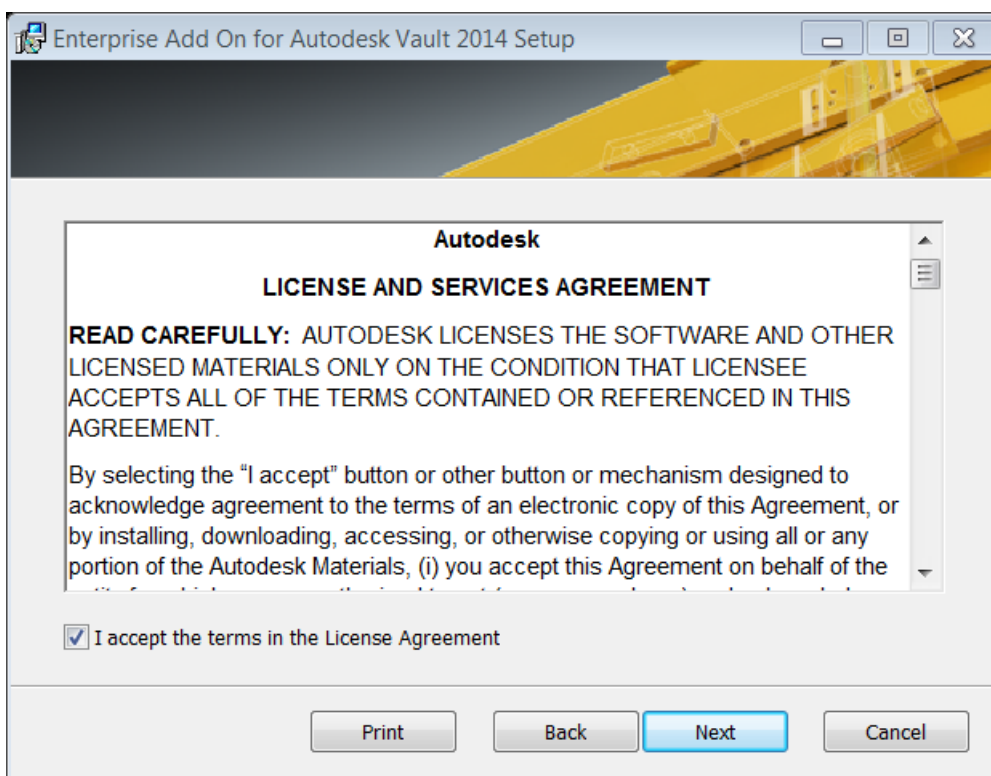 Enterprise Add On for Autodesk Vault 2014 Setup
Autodesk
LICENSE AND SERVICES AGREEMENT
READ CAREFULLY: AUTODESK LICENSES THE SOFTWARE AND OTHER
LICENSED MATERIALS ONLY ON THE CONDITION THAT LICENSEE
ACCEPTS ALL OF THE TERMS CONTAINED OR REFERENCED IN THIS
AGREEMENT.
By selecting the “I accept” button or other button or mechanism designed to
acknowledge agreement to the terms of an electronic copy of this Agreement, or
by installing, downloading, accessing, or otherwise copying or using all or any
portion of the Autodesk Materials, (i) you accept this Agreement on behalf of the
I accept the terms in the License Agreement
Print Back Next Cancel